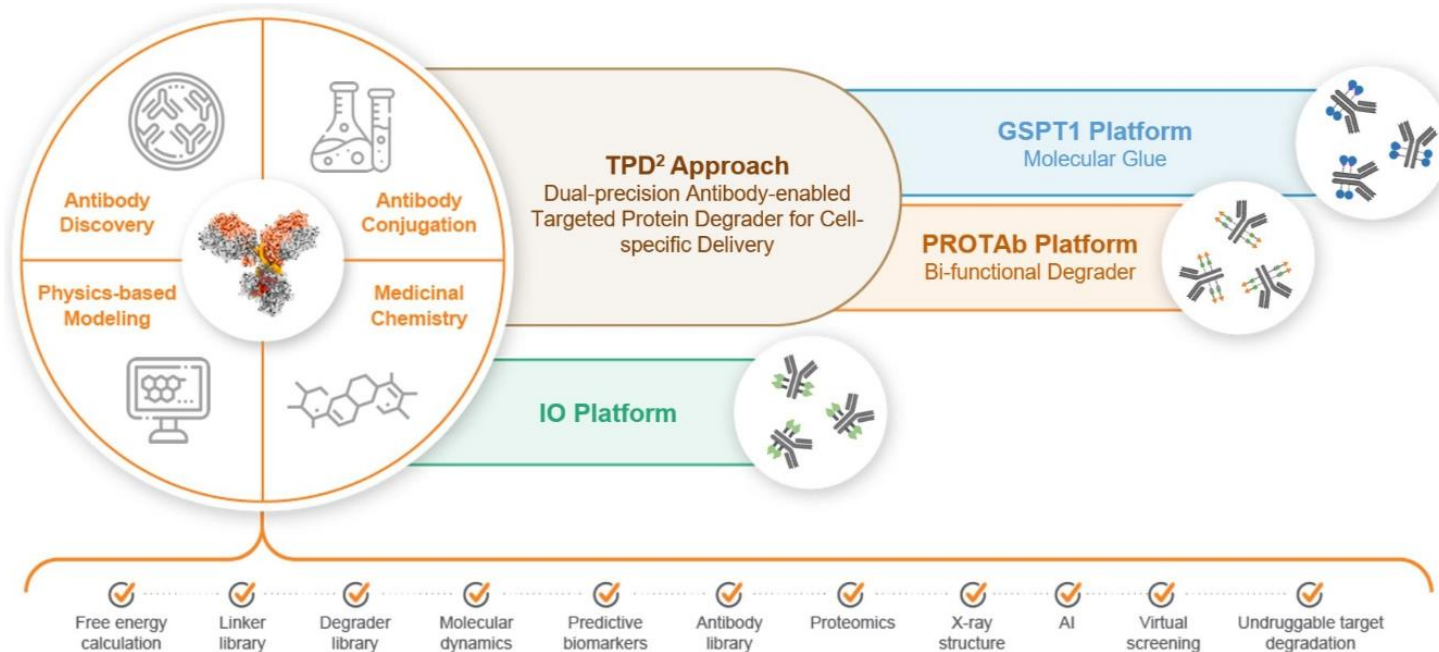 Antibody
Discovery
Antibody
Conjugation
Physics-based
Modeling
Medicinal
Chemistry
TPD² Approach
Dual-precision Antibody-enabled
Targeted Protein Degrader for Cell-
specific Delivery
GSPT1 Platform
Molecular Glue
PROTAb Platform
Bi-functional Degrader
IO Platform
Free energy
calculation
Linker
library
Degrader
library
Molecular
dynamics
Predictive
biomarkers
Antibody
library
Proteomics
X-ray
structure
AI
Virtual
screening
Undruggable target
degradation